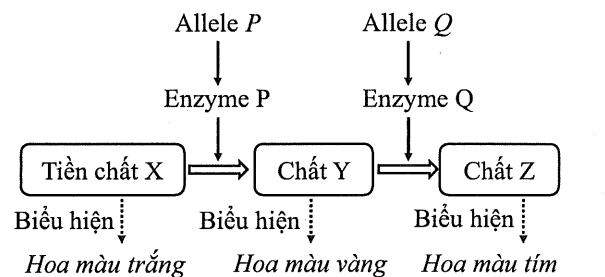 Allele P Allele Q
Enzyme P Enzyme Q
Tiền chất X Chất Y Chất Z
Biểu hiện Biểu hiện Biểu hiện
Hoa màu trắng Hoa màu vàng Hoa màu tím